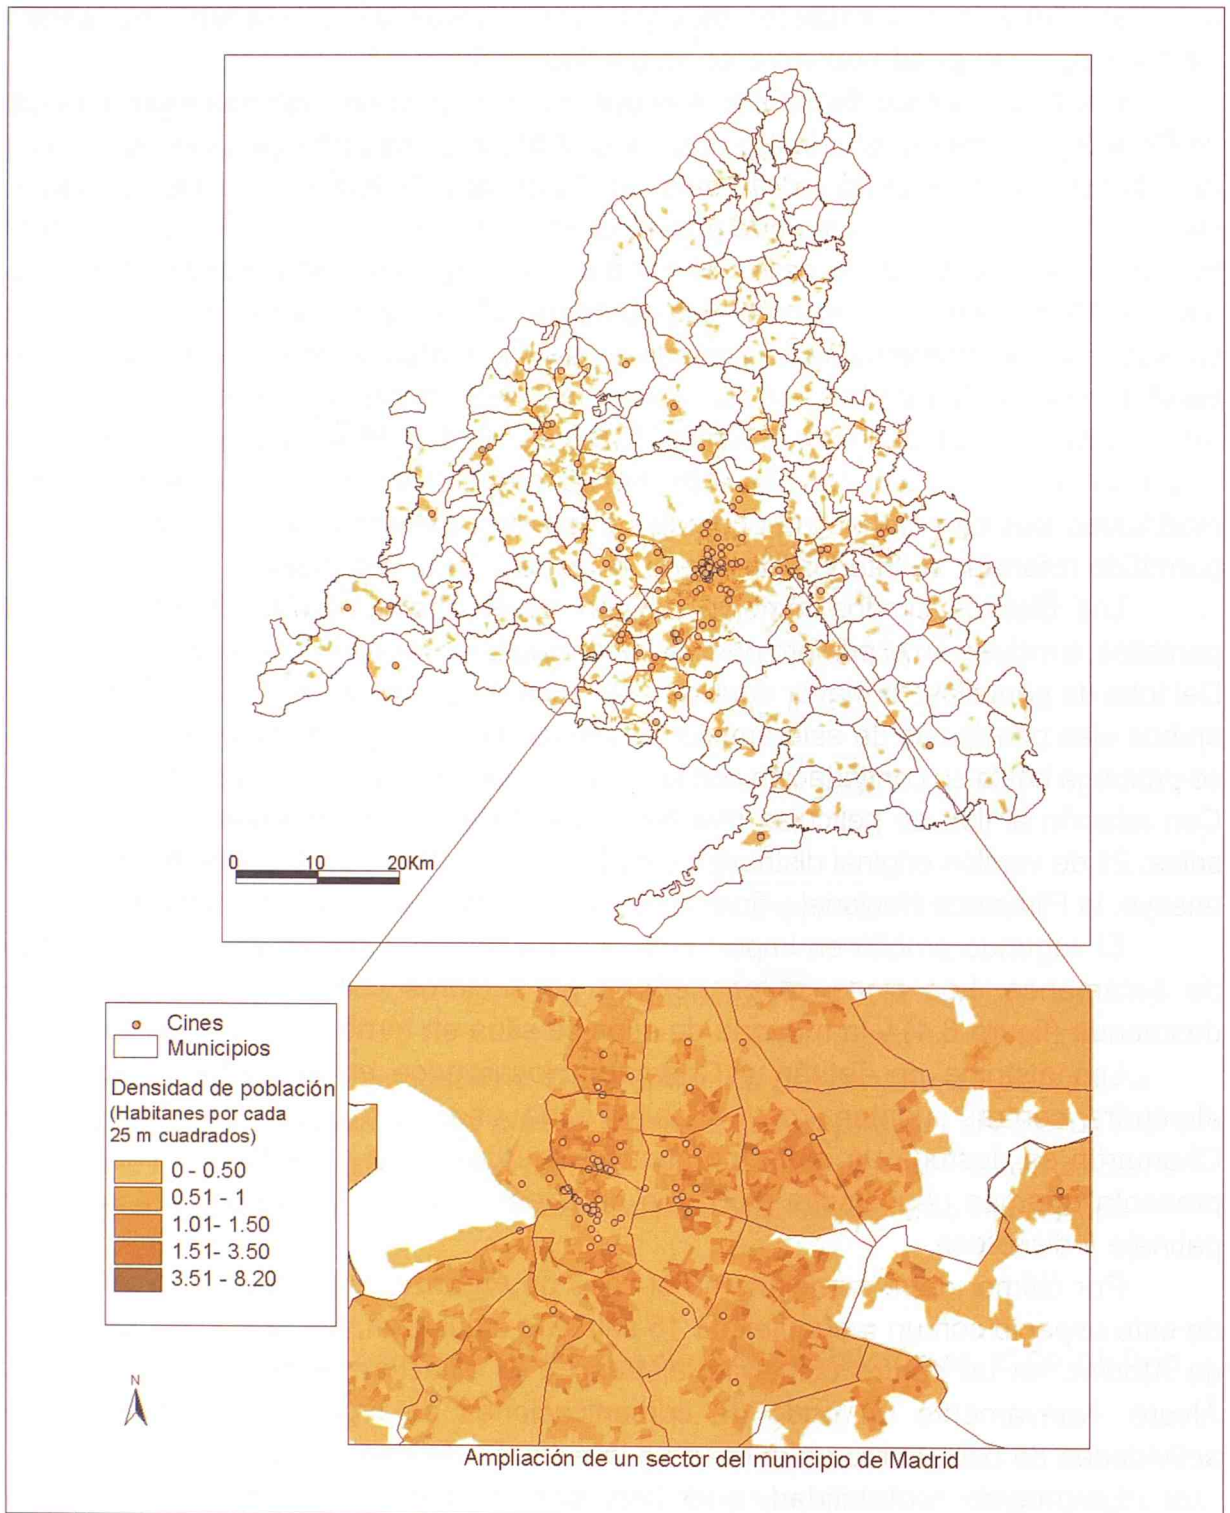 0 10 20Km
Cines
Municipios
Densidad de población
(Habitanes por cada
25 m cuadrados)
0 - 0.50
0.51 - 1
1.01- 1.50
1.51- 3.50
3.51 - 8.20
N
Ampliación de un sector del municipio de Madrid